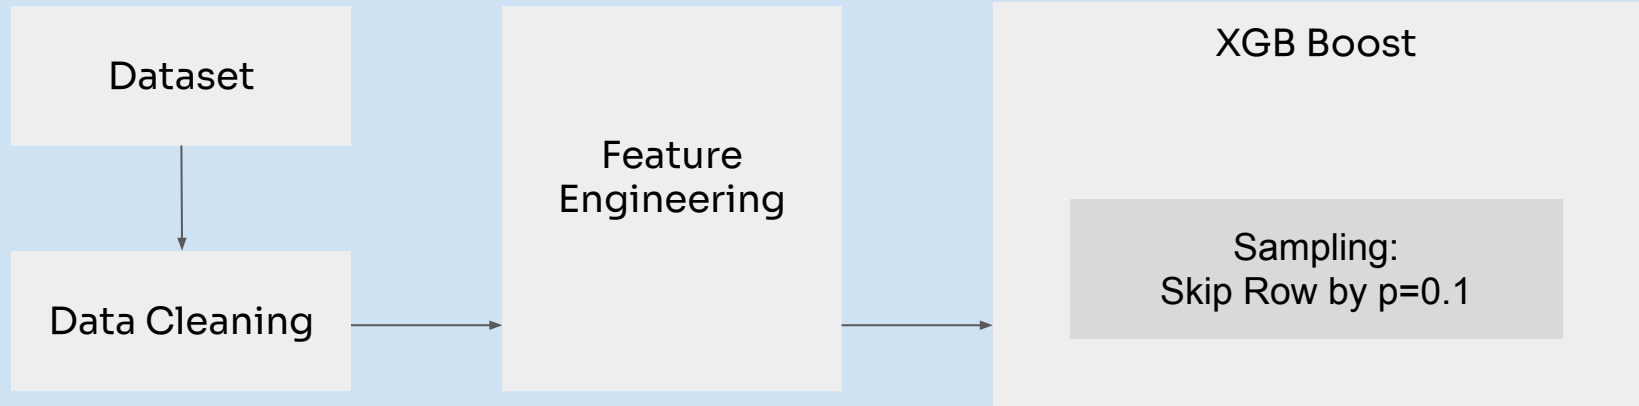 Dataset
Data Cleaning
Feature
Engineering
XGB Boost
Sampling:
Skip Row by p=0.1